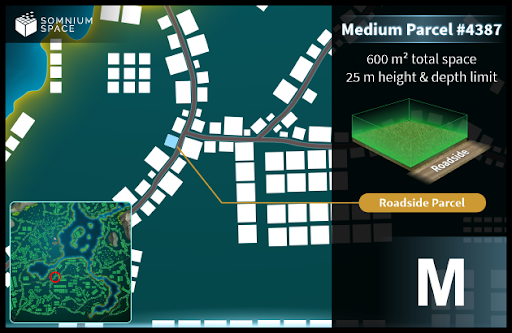 SOMNIUM
SPACE
Medium Parcel #4387
600 m² total space
25 m height & depth limit
Roadside
Roadside Parcel
M